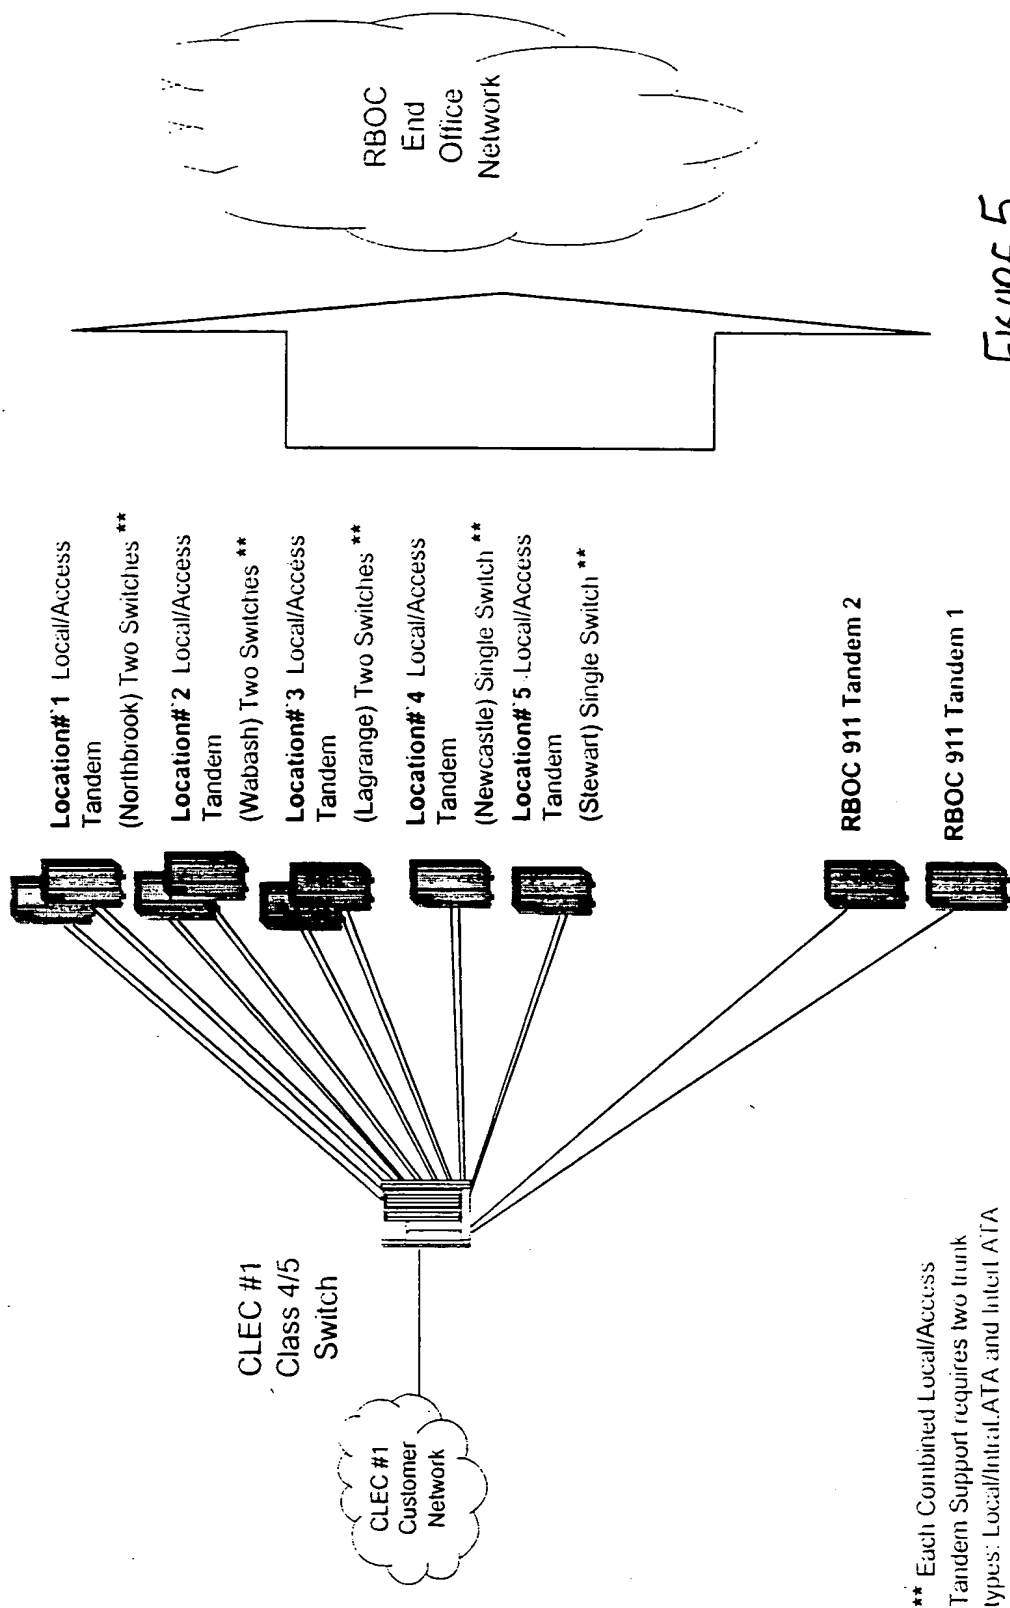 CLEC #1
Customer
Network
CLEC #1
Class 4/5
Switch
Location# 1 Local/Access
Tandem
(Northbrook) Two Switches **
Location# 2 Local/Access
Tandem
(Wabash) Two Switches **
Location# 3 Local/Access
Tandem
(Lagrange) Two Switches **
Location# 4 Local/Access
Tandem
(Newcastle) Single Switch **
Location# 5 Local/Access
Tandem
(Stewart) Single Switch **
RBOC 911 Tandem 2
RBOC 911 Tandem 1
RBOC
End
Office
Network
** Each Combined Local/Access
Tandem Support requires two trunk
types: Local/IntraLATA and InterLATA
Figure 5